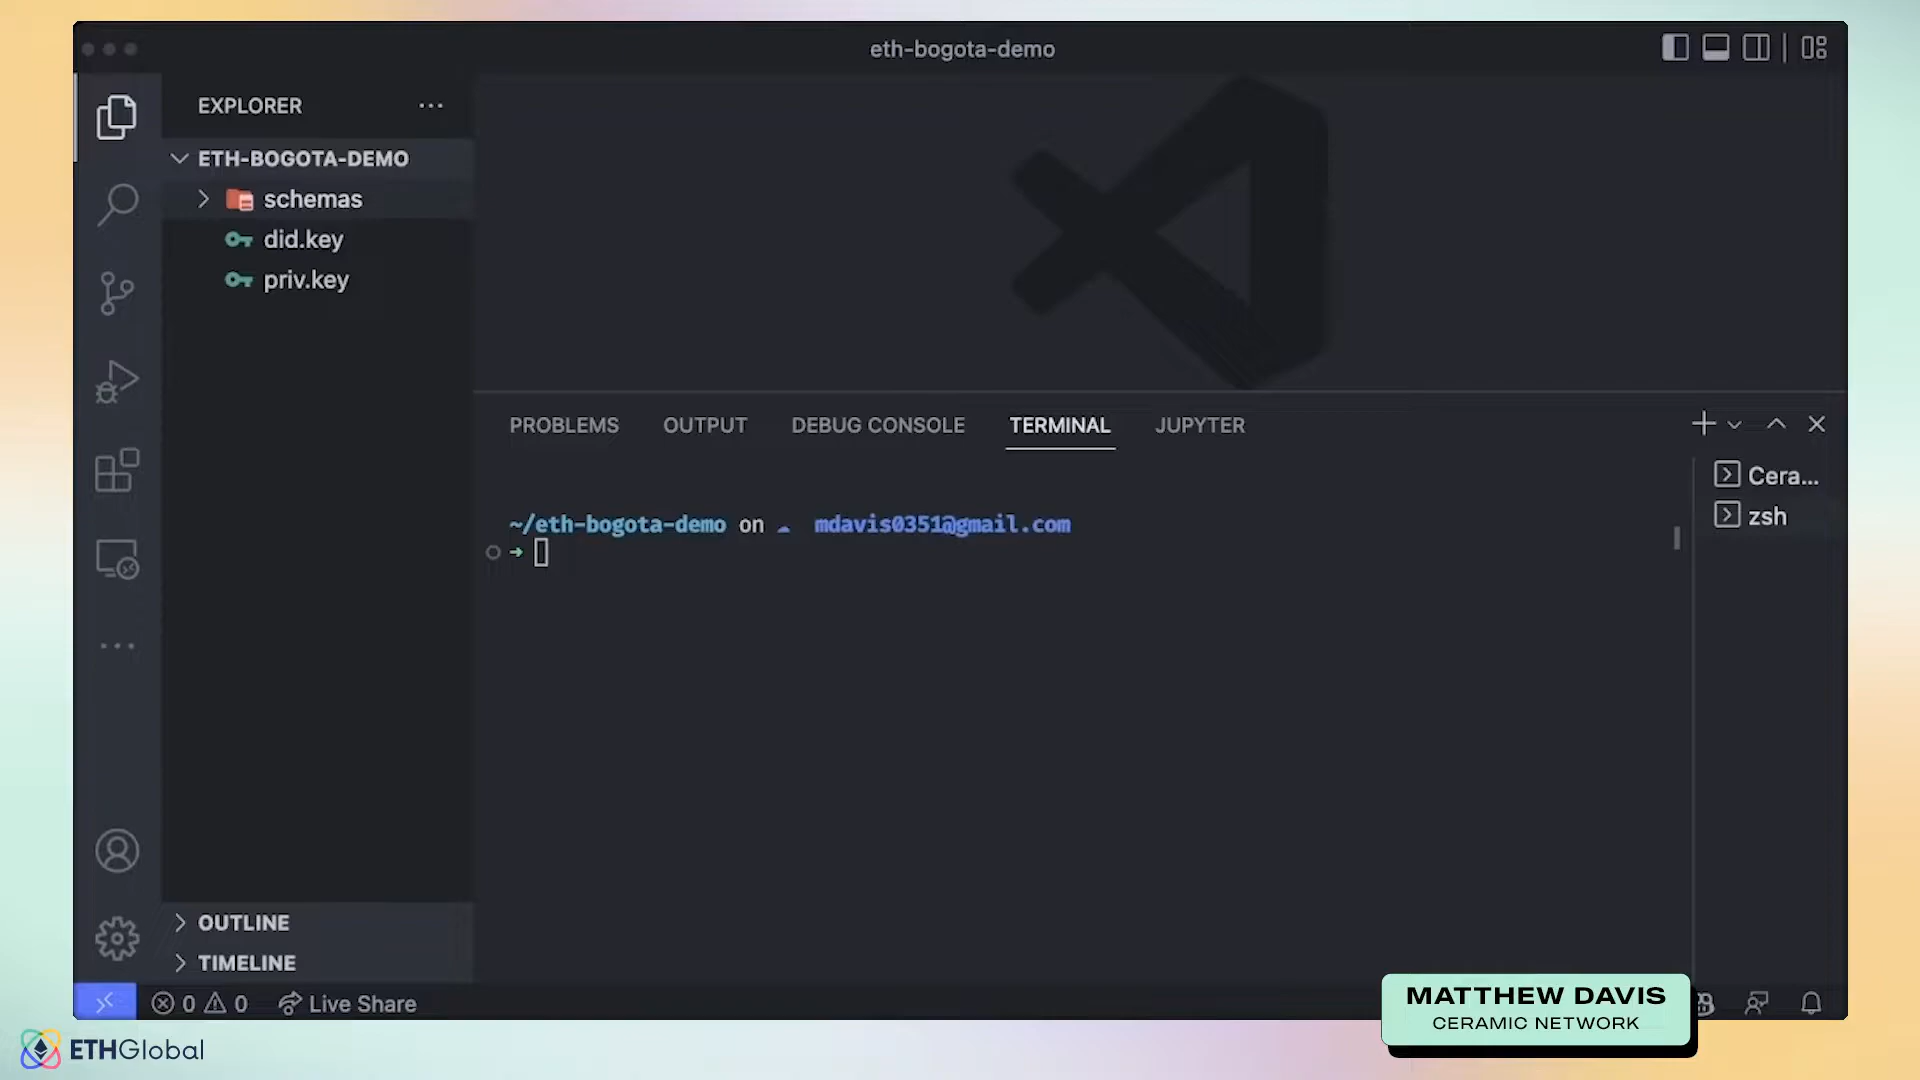 eth-bogota-demo
EXPLORER
ETH-BOGOTA-DEMO
schemas
did.key
priv.key
PROBLEMS OUTPUT DEBUG CONSOLE TERMINAL JUPYTER
~/eth-bogota-demo on mdavis0351@gmail.com
Cera...
zsh
OUTLINE
TIMELINE
0 0 Live Share
MATTHEW DAVIS
CERAMIC NETWORK
ETHGlobal